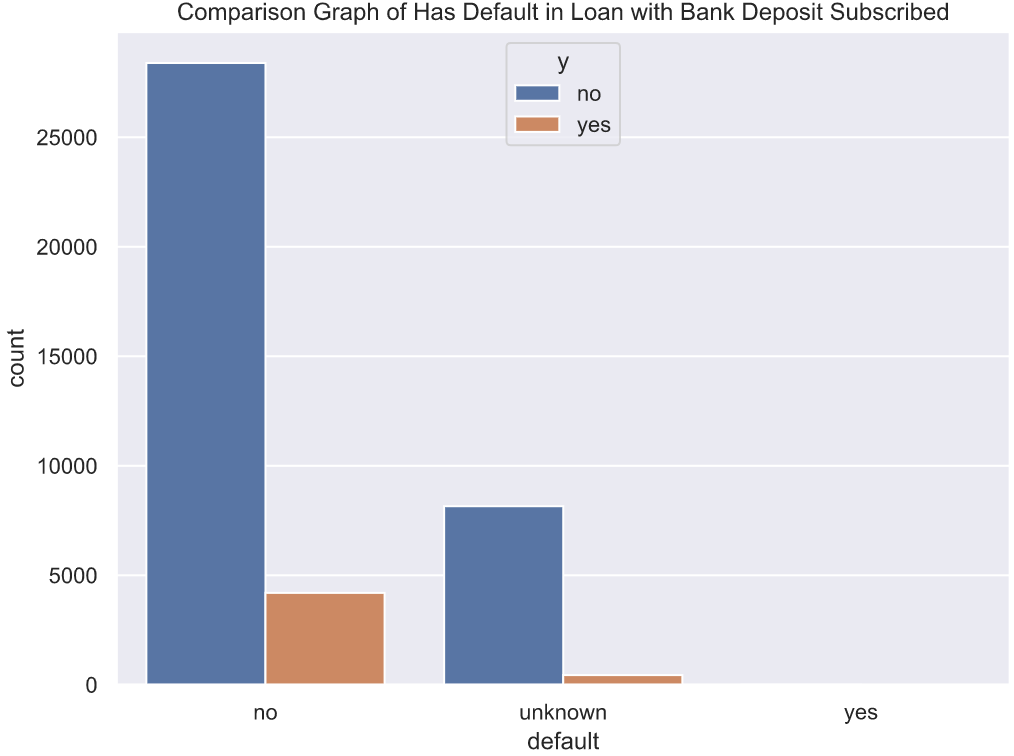 Comparison Graph of Has Default in Loan with Bank Deposit Subscribed
y
no
yes
25000
20000
15000
10000
5000
0
count
no unknown yes
default